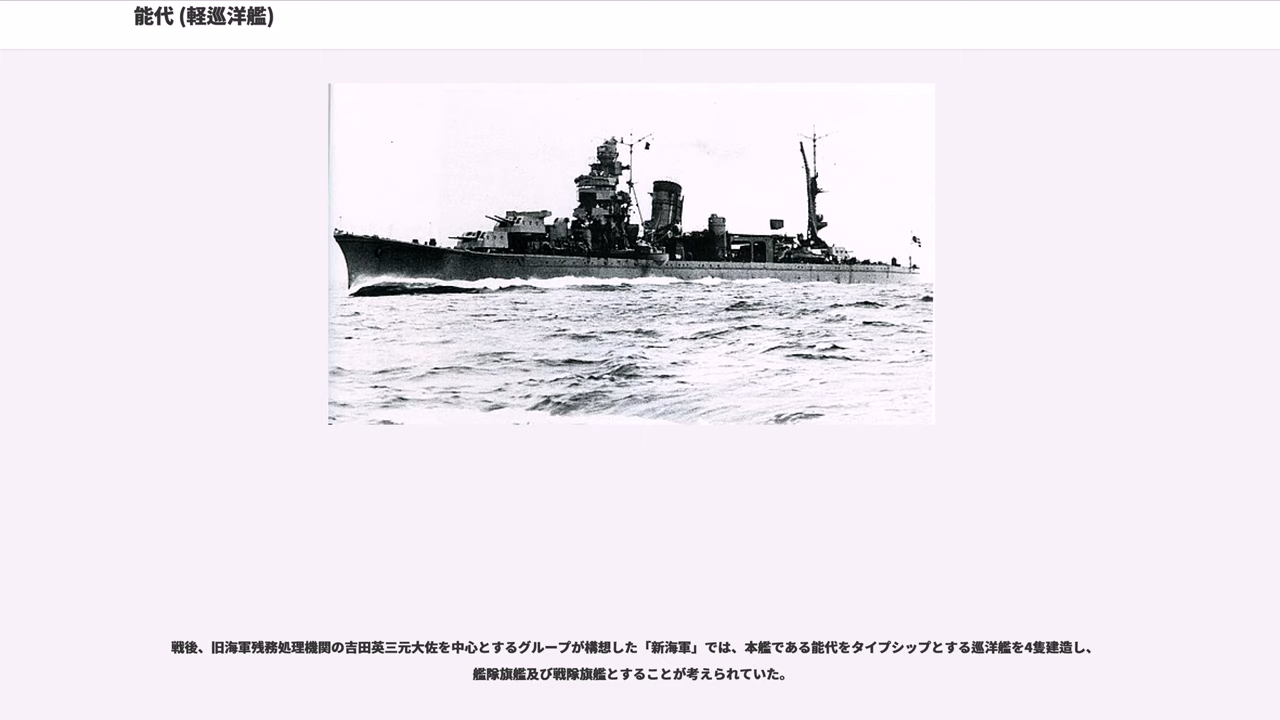 能代 (軽巡洋艦)
戦後、旧海軍残務処理機関の吉田英三元大佐を中心とするグループが構想した「新海軍」では、本艦である能代をタイプシップとする巡洋艦を4隻建造し、
艦隊旗艦及び戦隊旗艦とすることが考えられていた。